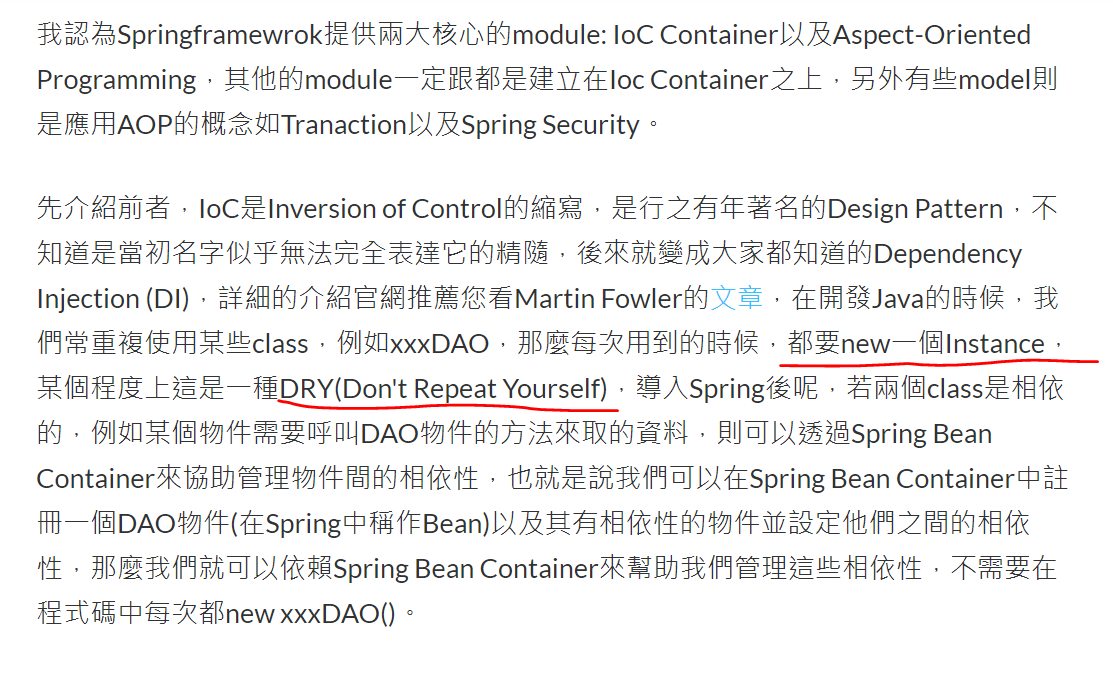 我認為Springframewrok提供兩大核心的module: IoC Container以及Aspect-Oriented
Programming，其他的module一定跟都是建立在Ioc Container之上，另外有些model則
是應用AOP的概念如Tranaction以及Spring Security。
先介紹前者，IoC是Inversion of Control的縮寫，是行之有年著名的Design Pattern，不
知道是當初名字似乎無法完全表達它的精隨，後來就變成大家都知道的Dependency
Injection (DI)，詳細的介紹官網推薦您看Martin Fowler的文章，在開發Java的時候，我
們常重複使用某些class，例如xxxDAO，那麼每次用到的時候，都要new一個Instance，
某個程度上這是一種DRY(Don't Repeat Yourself)，導入Spring後呢，若兩個class是相依
的，例如某個物件需要呼叫DAO物件的方法來取的資料，則可以透過Spring Bean
Container來協助管理物件間的相依性，也就是說我們可以在Spring Bean Container中註
冊一個DAO物件(在Spring中稱作Bean)以及其有相依性的物件並設定他們之間的相依
性，那麼我們就可以依賴Spring Bean Container來幫助我們管理這些相依性，不需要在
程式碼中每次都new xxxDAO()。